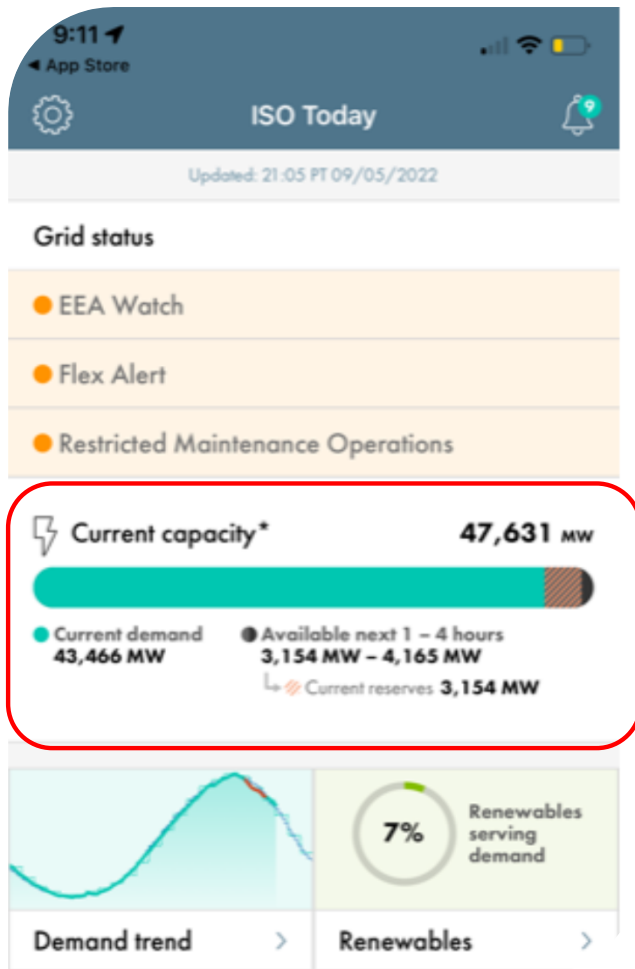 9:11
◀ App Store
ISO Today
9
Updated: 21:05 PT 09/05/2022
Grid status
EEA Watch
Flex Alert
Restricted Maintenance Operations
Current capacity* 47,631 MW
Current demand
43,466 MW
Available next 1 – 4 hours
3,154 MW – 4,165 MW
Current reserves 3,154 MW
7%
Renewables
serving
demand
Demand trend >
Renewables >